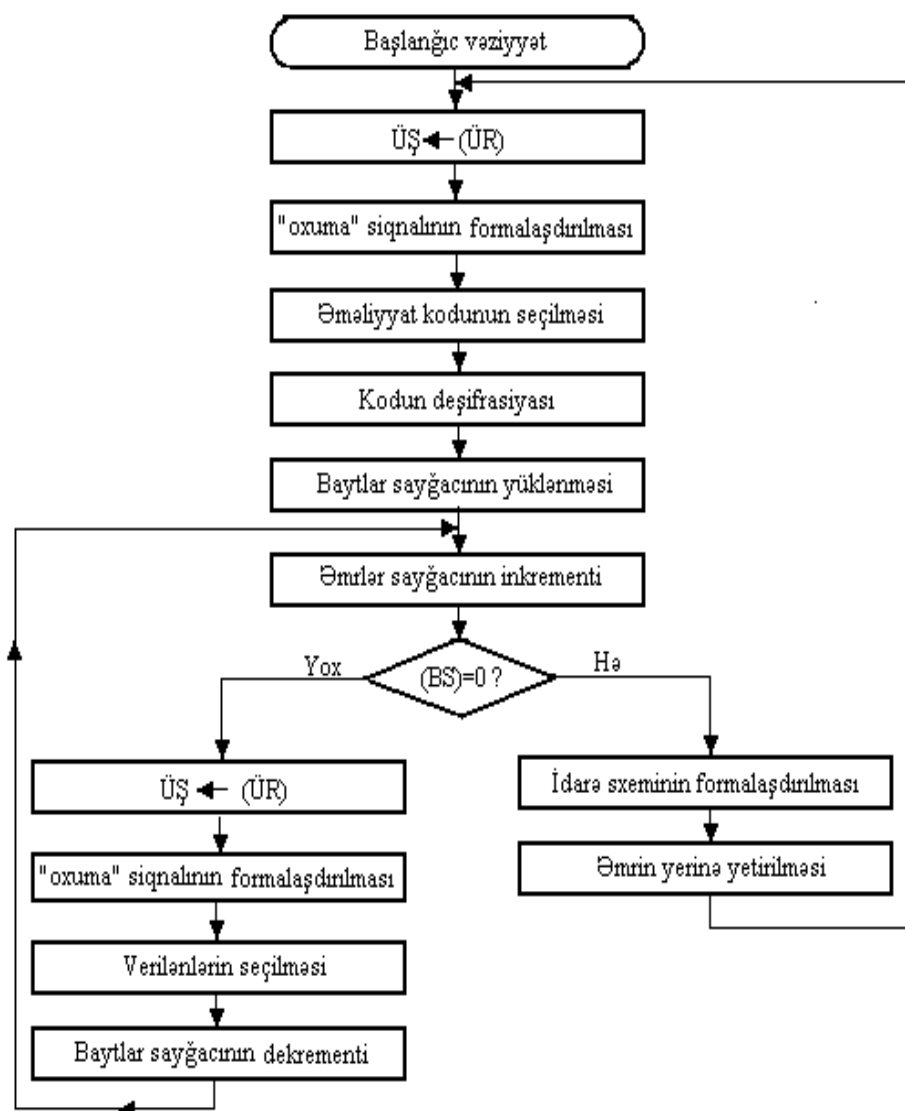 Başlanğıc vəziyyət
ÜŞ ← (ÜR)
"oxuma" siqnalının formalaşdırılması
Əməliyyat kodunun seçilməsi
Kodun deşifrasiyası
Baytlar sayğacının yüklənməsi
Əmrlər sayğacının inkrementi
(BS)=0 ?
Yox
Hə
ÜŞ ← (ÜR)
"oxuma" siqnalının formalaşdırılması
Verilənlərin seçilməsi
Baytlar sayğacının dekrementi
İdarə sxeminin formalaşdırılması
Əmrin yerinə yetirilməsi